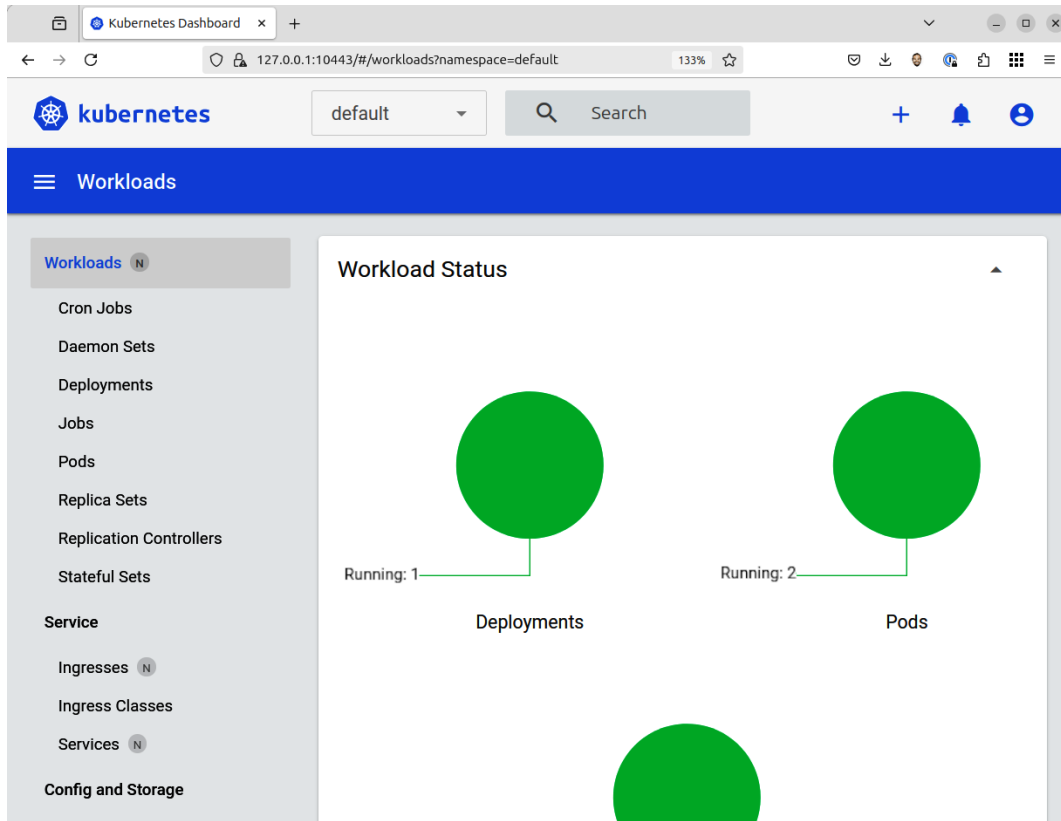 Kubernetes Dashboard
127.0.0.1:10443/#/workloads?namespace=default 133%
kubernetes default Search
Workloads
Workloads N
Cron Jobs
Daemon Sets
Deployments
Jobs
Pods
Replica Sets
Replication Controllers
Stateful Sets
Service
Ingresses N
Ingress Classes
Services N
Config and Storage
Workload Status
Running: 1
Deployments
Running: 2
Pods